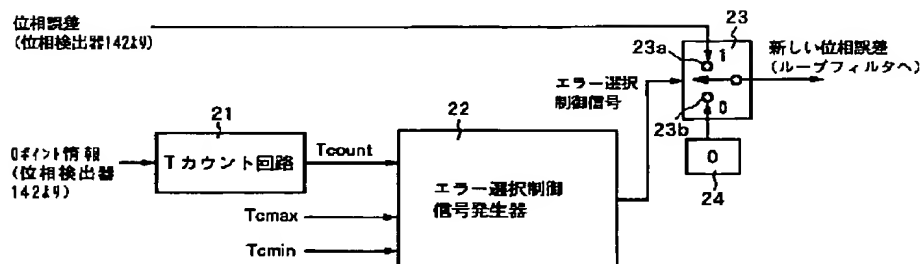 位相誤差
(位相検出器142より)
23a
1
23
新しい位相誤差
(ループフィルタへ)
エラー選択
制御信号
0
23b
0
24
21
22
0ポイント情報
(位相検出器
142より)
Tカウント回路
Tcount
エラー選択制御
信号発生器
Tcmax
Tcmin